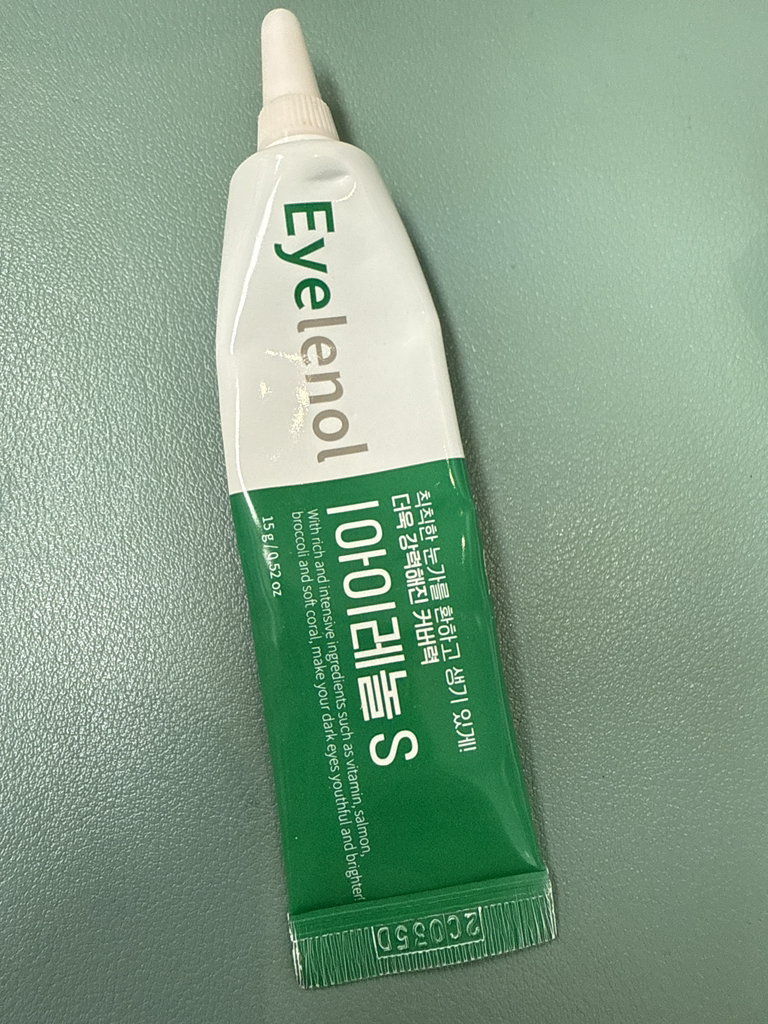 Eyelenol
칙칙한 눈가를 환하고 생기 있게!
더욱 강력해진 커버력
아이레놀 S
With rich and intensive ingredients such as vitamin, salmon,
broccoli and soft coral, make your dark eyes youthful and brighter!
15 g / 0.52 oz
2C035D